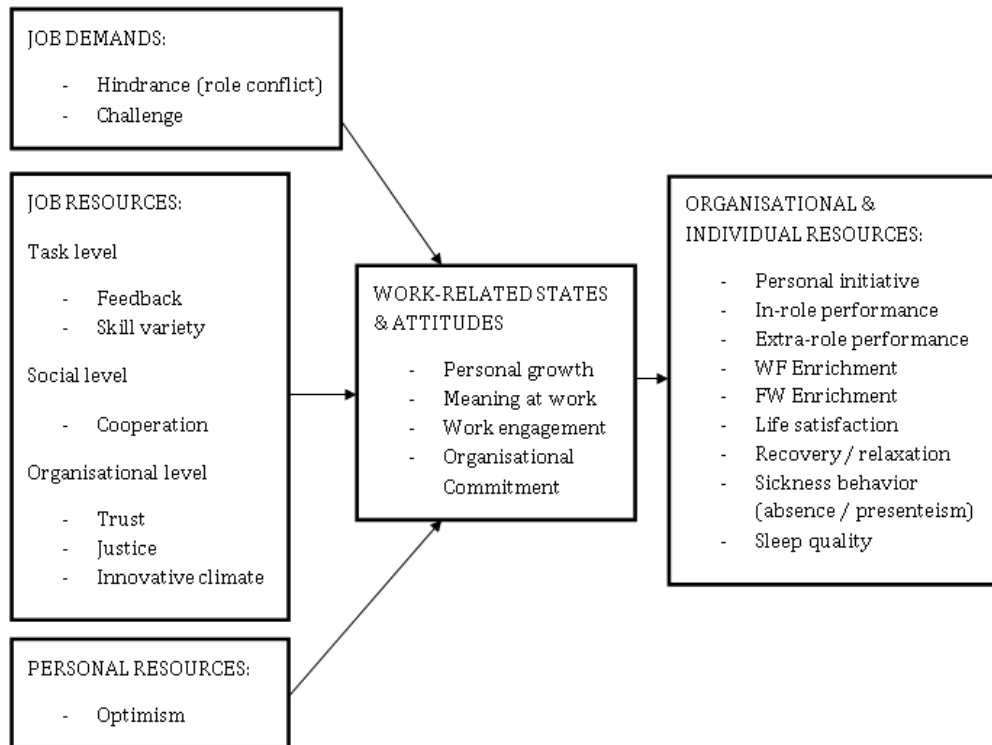 JOB DEMANDS:
- Hindrance (role conflict)
- Challenge
JOB RESOURCES:
Task level
- Feedback
- Skill variety
Social level
- Cooperation
Organisational level
- Trust
- Justice
- Innovative climate
PERSONAL RESOURCES:
- Optimism
WORK-RELATED STATES
& ATTITUDES
- Personal growth
- Meaning at work
- Work engagement
- Organisational
Commitment
ORGANISATIONAL &
INDIVIDUAL RESOURCES:
- Personal initiative
- In-role performance
- Extra-role performance
- WF Enrichment
- FW Enrichment
- Life satisfaction
- Recovery / relaxation
- Sickness behavior
(absence / presenteism)
- Sleep quality